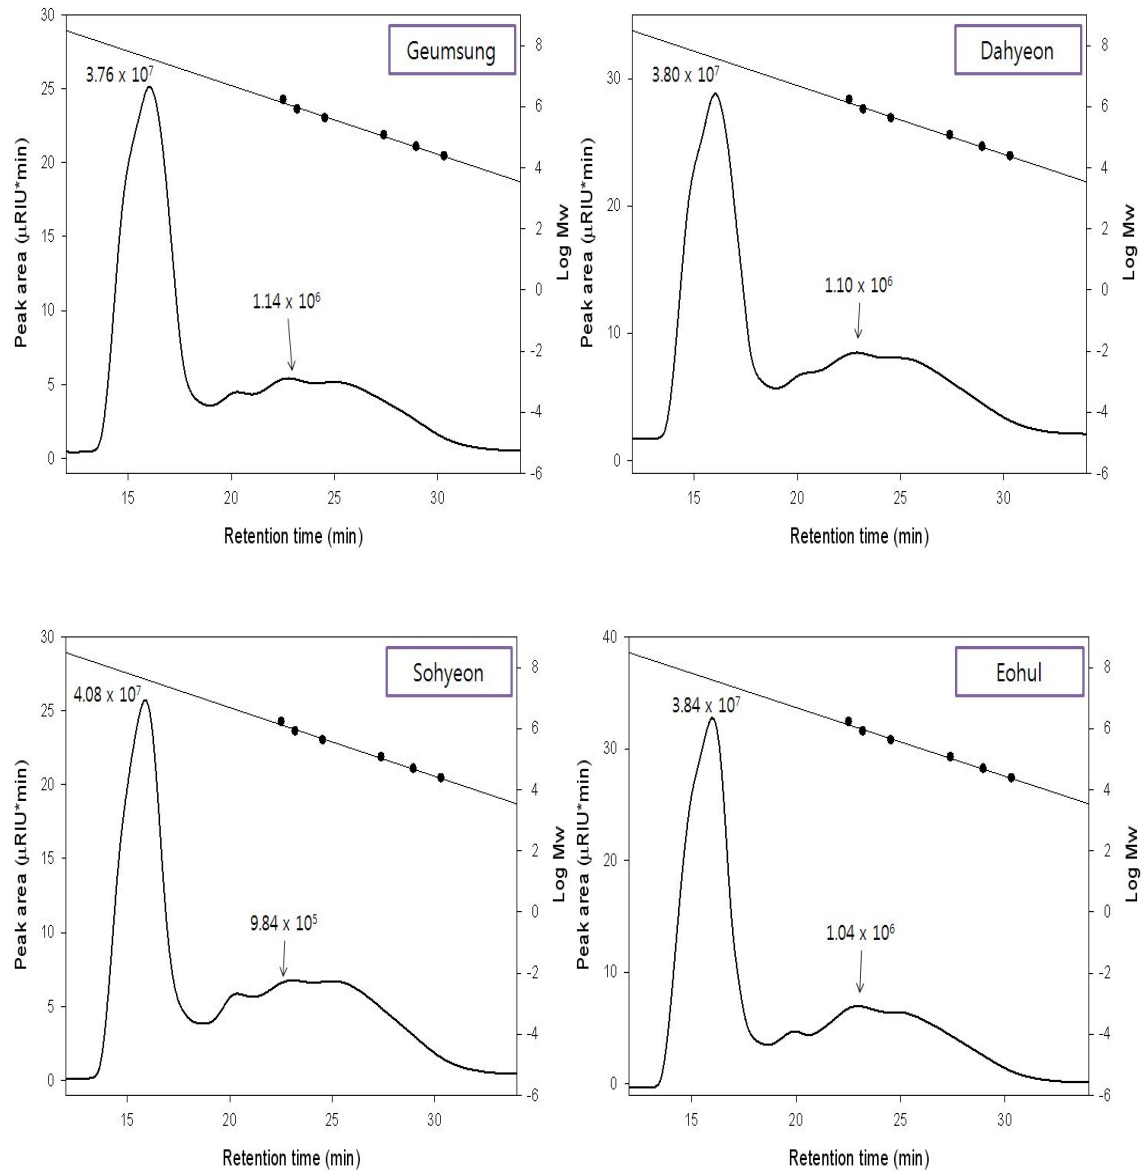 Geumsung
3.76 x 10⁷
1.14 x 10⁶
30
25
20
15
10
5
0
8
6
4
2
0
-2
-4
-6
15 20 25 30
Peak area (μRIU*min)
Log Mw
Retention time (min)
Dahyeon
3.80 x 10⁷
1.10 x 10⁶
30
20
10
0
8
6
4
2
0
-2
-4
-6
15 20 25 30
Peak area (μRIU*min)
Log Mw
Retention time (min)
Sohyeon
4.08 x 10⁷
9.84 x 10⁵
30
25
20
15
10
5
0
8
6
4
2
0
-2
-4
-6
15 20 25 30
Peak area (μRIU*min)
Log Mw
Retention time (min)
Eohul
3.84 x 10⁷
1.04 x 10⁶
40
30
20
10
0
8
6
4
2
0
-2
-4
-6
15 20 25 30
Peak area (μRIU*min)
Log Mw
Retention time (min)